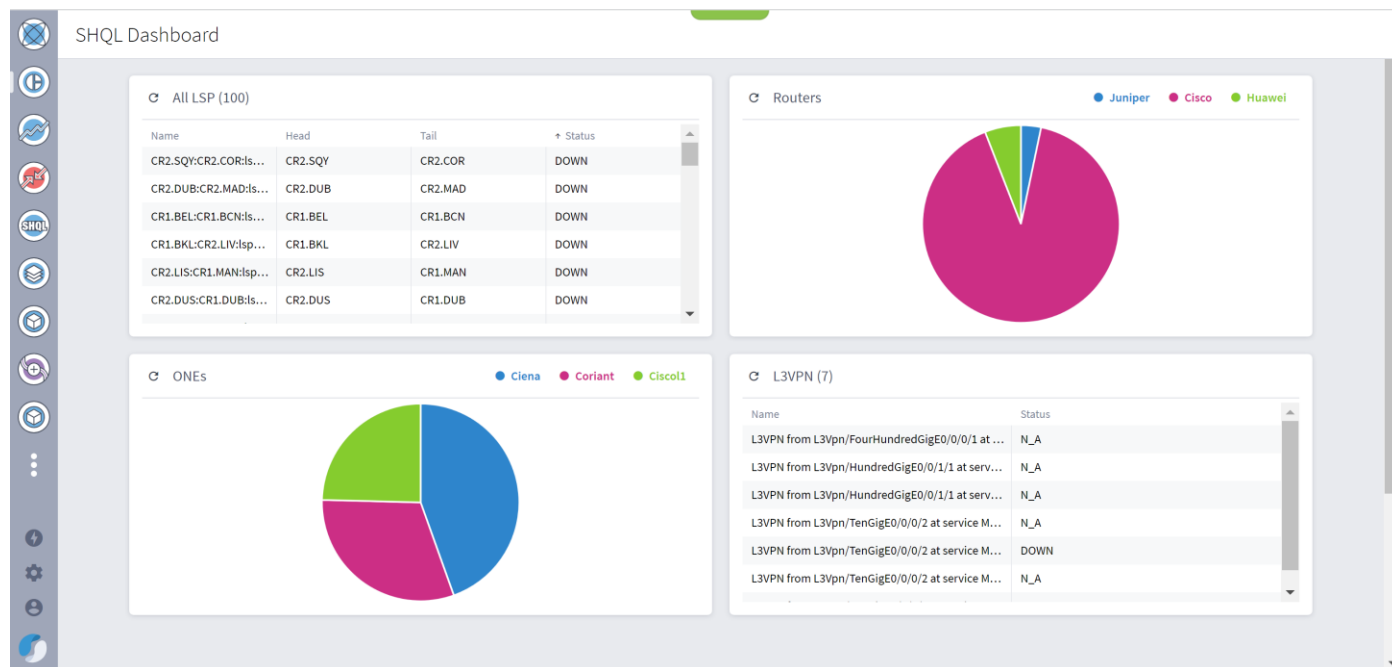 SHQL Dashboard
All LSP (100)
Name Head Tail Status
CR2.SQY:CR2.COR:ls... CR2.SQY CR2.COR DOWN
CR2.DUB:CR2.MAD:ls... CR2.DUB CR2.MAD DOWN
CR1.BEL:CR1.BCN:ls... CR1.BEL CR1.BCN DOWN
CR1.BKL:CR2.LIV:lsp... CR1.BKL CR2.LIV DOWN
CR2.LIS:CR1.MAN:lsp... CR2.LIS CR1.MAN DOWN
CR2.DUS:CR1.DUB:ls... CR2.DUS CR1.DUB DOWN
Routers Juniper Cisco Huawei
SHQL
ONEs Ciena Coriant Ciscol1
L3VPN (7)
Name Status
L3VPN from L3Vpn/FourHundredGigE0/0/0/1 at ... N_A
L3VPN from L3Vpn/HundredGigE0/0/1/1 at serv... N_A
L3VPN from L3Vpn/HundredGigE0/0/1/1 at serv... N_A
L3VPN from L3Vpn/TenGigE0/0/0/2 at service M... N_A
L3VPN from L3Vpn/TenGigE0/0/0/2 at service M... DOWN
L3VPN from L3Vpn/TenGigE0/0/0/2 at service M... N_A